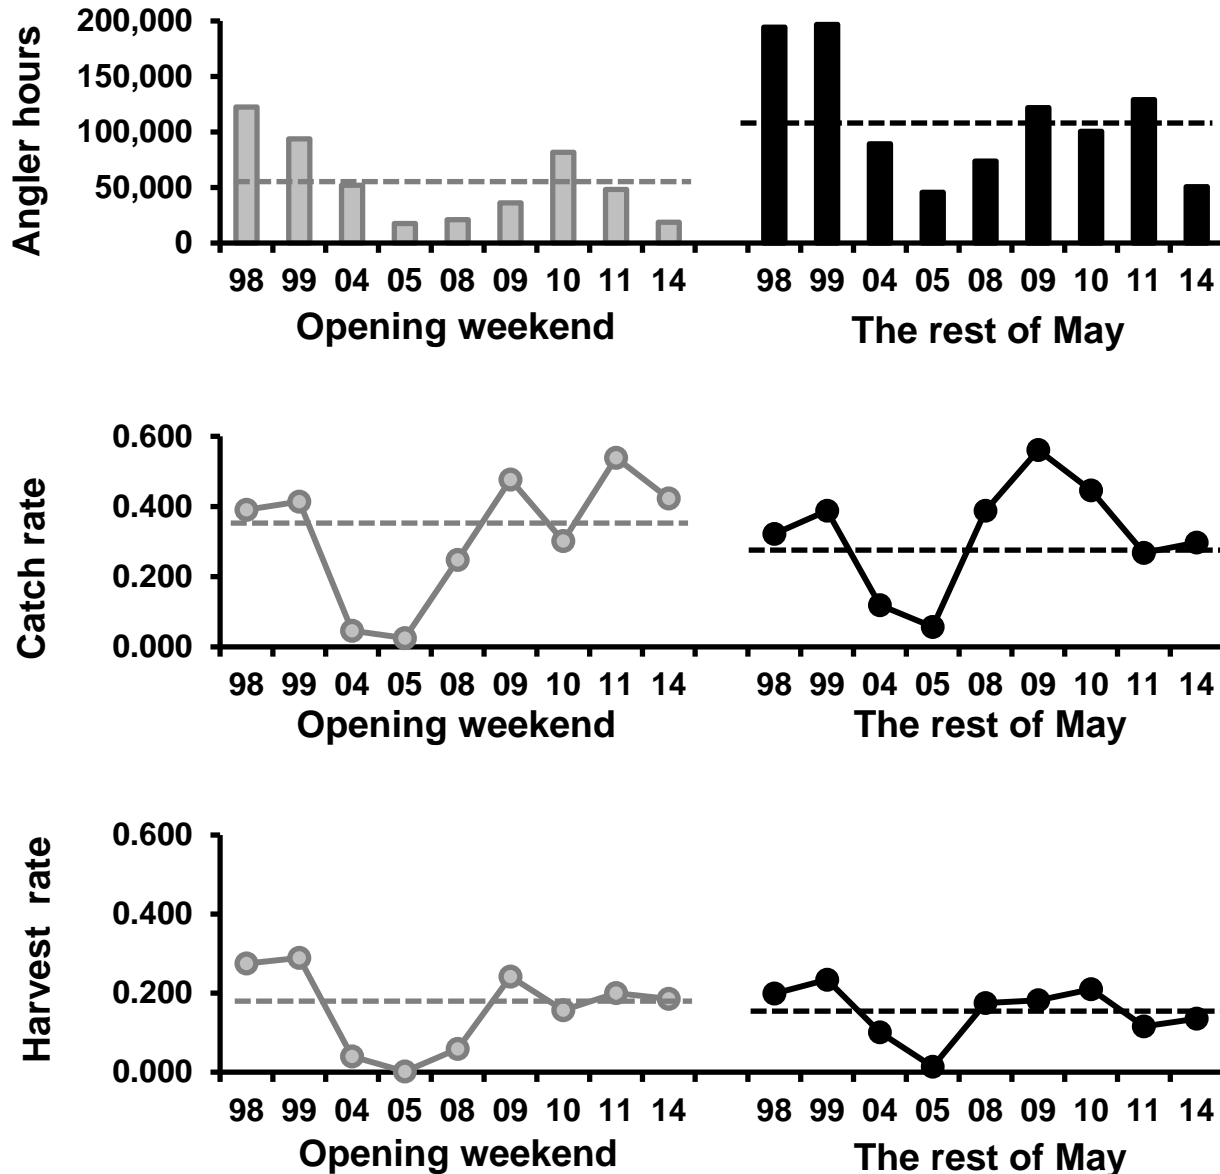 Angler hours
200,000
150,000
100,000
50,000
0
98 99 04 05 08 09 10 11 14
98 99 04 05 08 09 10 11 14
Opening weekend
The rest of May
Catch rate
0.600
0.400
0.200
0.000
98 99 04 05 08 09 10 11 14
98 99 04 05 08 09 10 11 14
Opening weekend
The rest of May
Harvest rate
0.600
0.400
0.200
0.000
98 99 04 05 08 09 10 11 14
98 99 04 05 08 09 10 11 14
Opening weekend
The rest of May